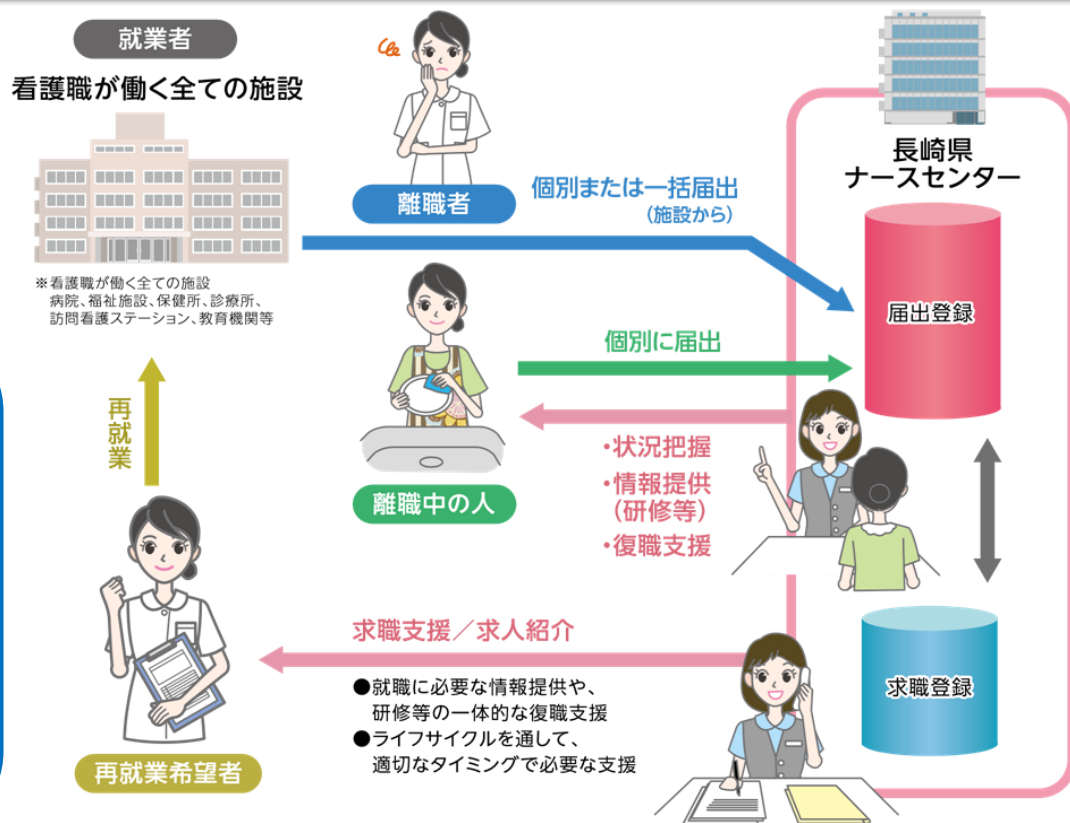 就業者
看護職が働く全ての施設
※看護職が働く全ての施設
病院、福祉施設、保健所、診療所、
訪問看護ステーション、教育機関等
離職者
個別または一括届出
(施設から)
長崎県
ナースセンター
届出登録
個別に届出
離職中の人
・状況把握
・情報提供
(研修等)
・復職支援
再就業
再就業希望者
求職支援／求人紹介
●就職に必要な情報提供や、
研修等の一体的な復職支援
●ライフサイクルを通して、
適切なタイミングで必要な支援
求職登録